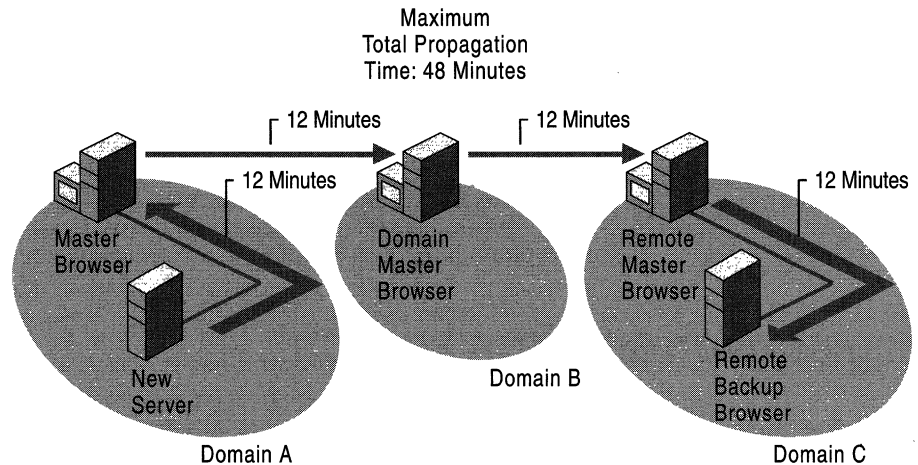 Maximum
Total Propagation
Time: 48 Minutes
12 Minutes
12 Minutes
12 Minutes
12 Minutes
Master
Browser
Domain
Master
Browser
Remote
Master
Browser
New
Server
Remote
Backup
Browser
Domain A
Domain B
Domain C